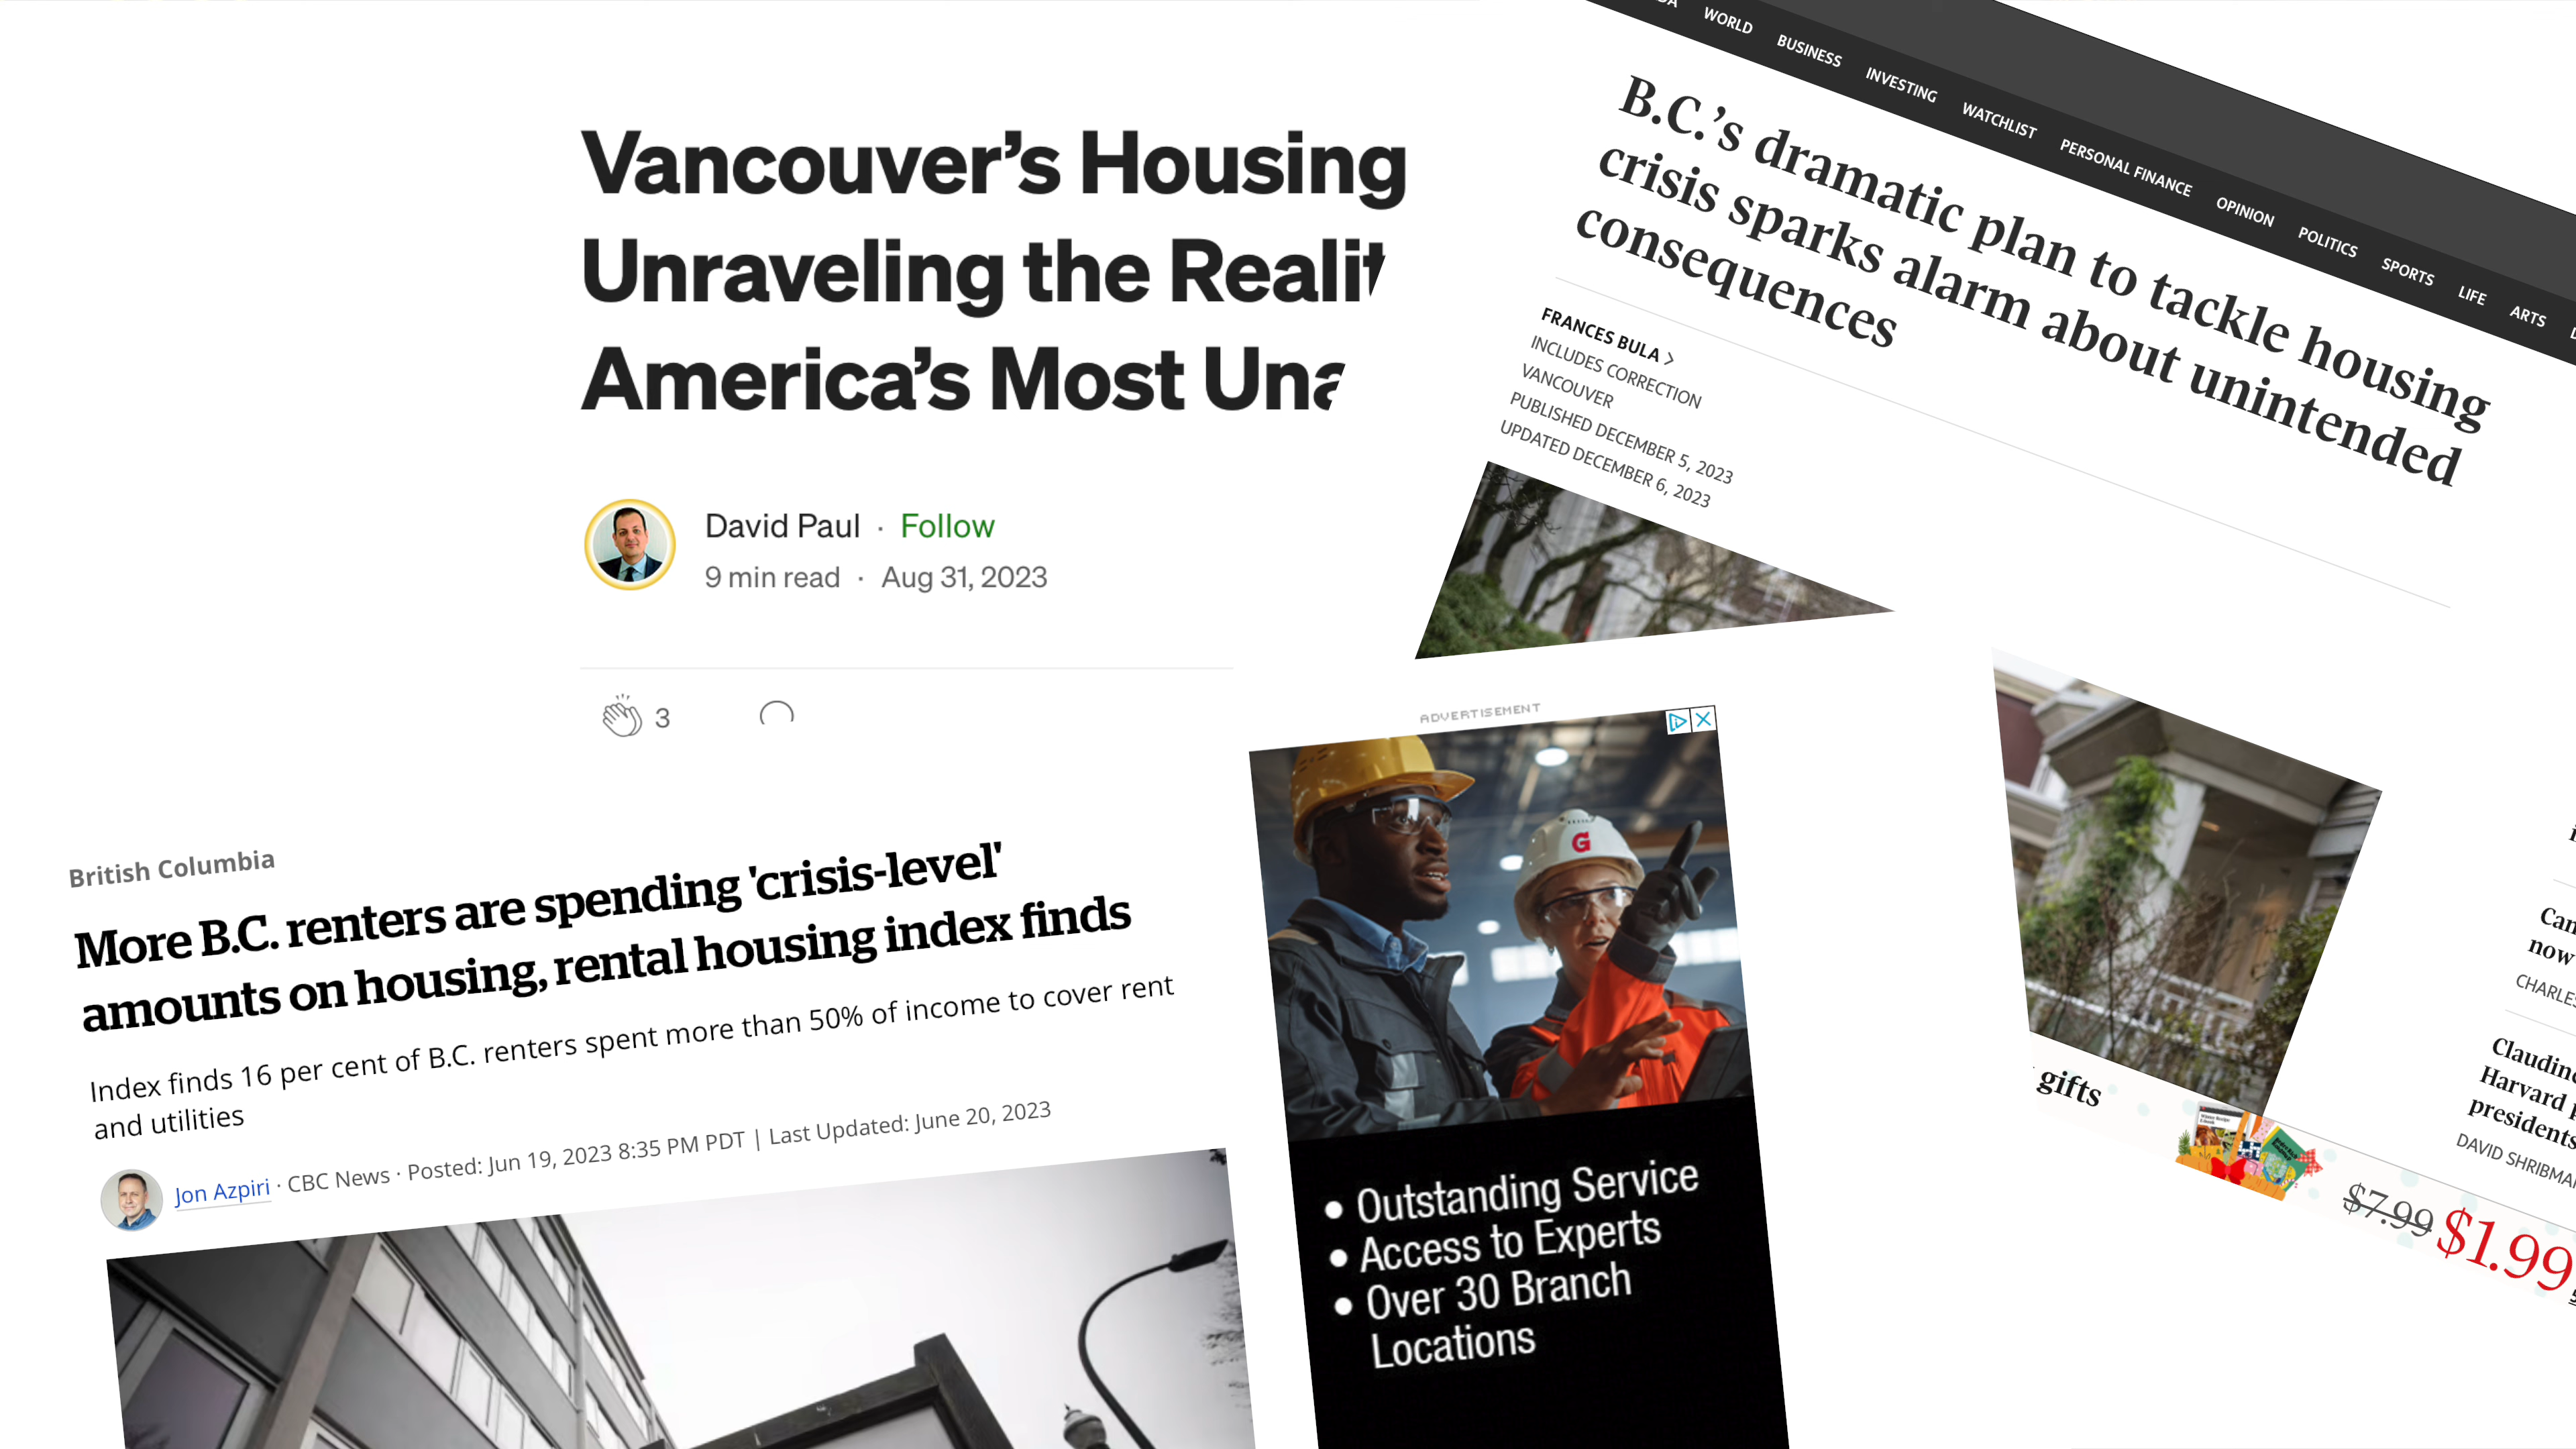 Vancouver's Housing
Unraveling the Realit
America's Most Una
David Paul · Follow
9 min read · Aug 31, 2023
3
WORLD
BUSINESS
INVESTING
WATCHLIST
PERSONAL FINANCE
OPINION
POLITICS
SPORTS
LIFE
ARTS
B.C.'s dramatic plan to tackle housing
crisis sparks alarm about unintended
consequences
FRANCES BULA >
INCLUDES CORRECTION
VANCOUVER
PUBLISHED DECEMBER 5, 2023
UPDATED DECEMBER 6, 2023
British Columbia
More B.C. renters are spending 'crisis-level'
amounts on housing, rental housing index finds
Index finds 16 per cent of B.C. renters spent more than 50% of income to cover rent
and utilities
Jon Azpiri · CBC News · Posted: Jun 19, 2023 8:35 PM PDT | Last Updated: June 20, 2023
ADVERTISEMENT
G
• Outstanding Service
• Access to Experts
• Over 30 Branch
Locations
Can
now
CHARLES
Claudine
Harvard p
presidents
DAVID SHRIBMA
gifts
$7.99 $1.99